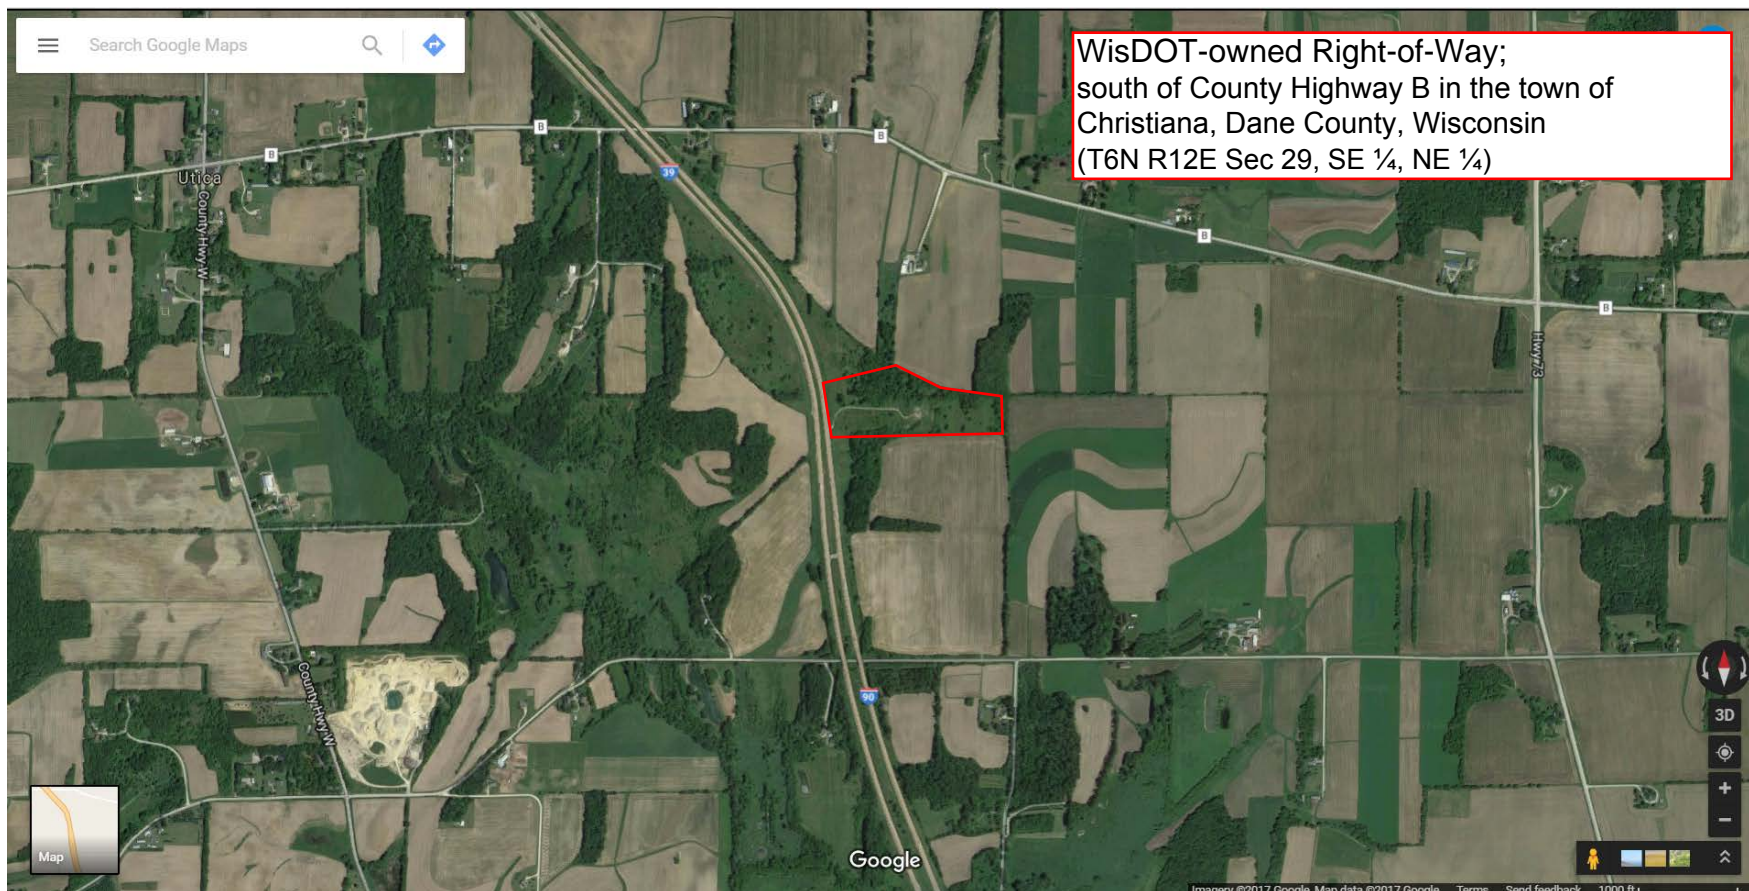 Search Google Maps
WisDOT-owned Right-of-Way;
south of County Highway B in the town of
Christiana, Dane County, Wisconsin
(T6N R12E Sec 29, SE ¼, NE ¼)
B
B
B
39
Utica
County Hwy W
B
B
Hwy 73
County Hwy W
90
3D
Map
Google
Imagery ©2017 Google, Map data ©2017 Google Terms Send feedback 1000 ft